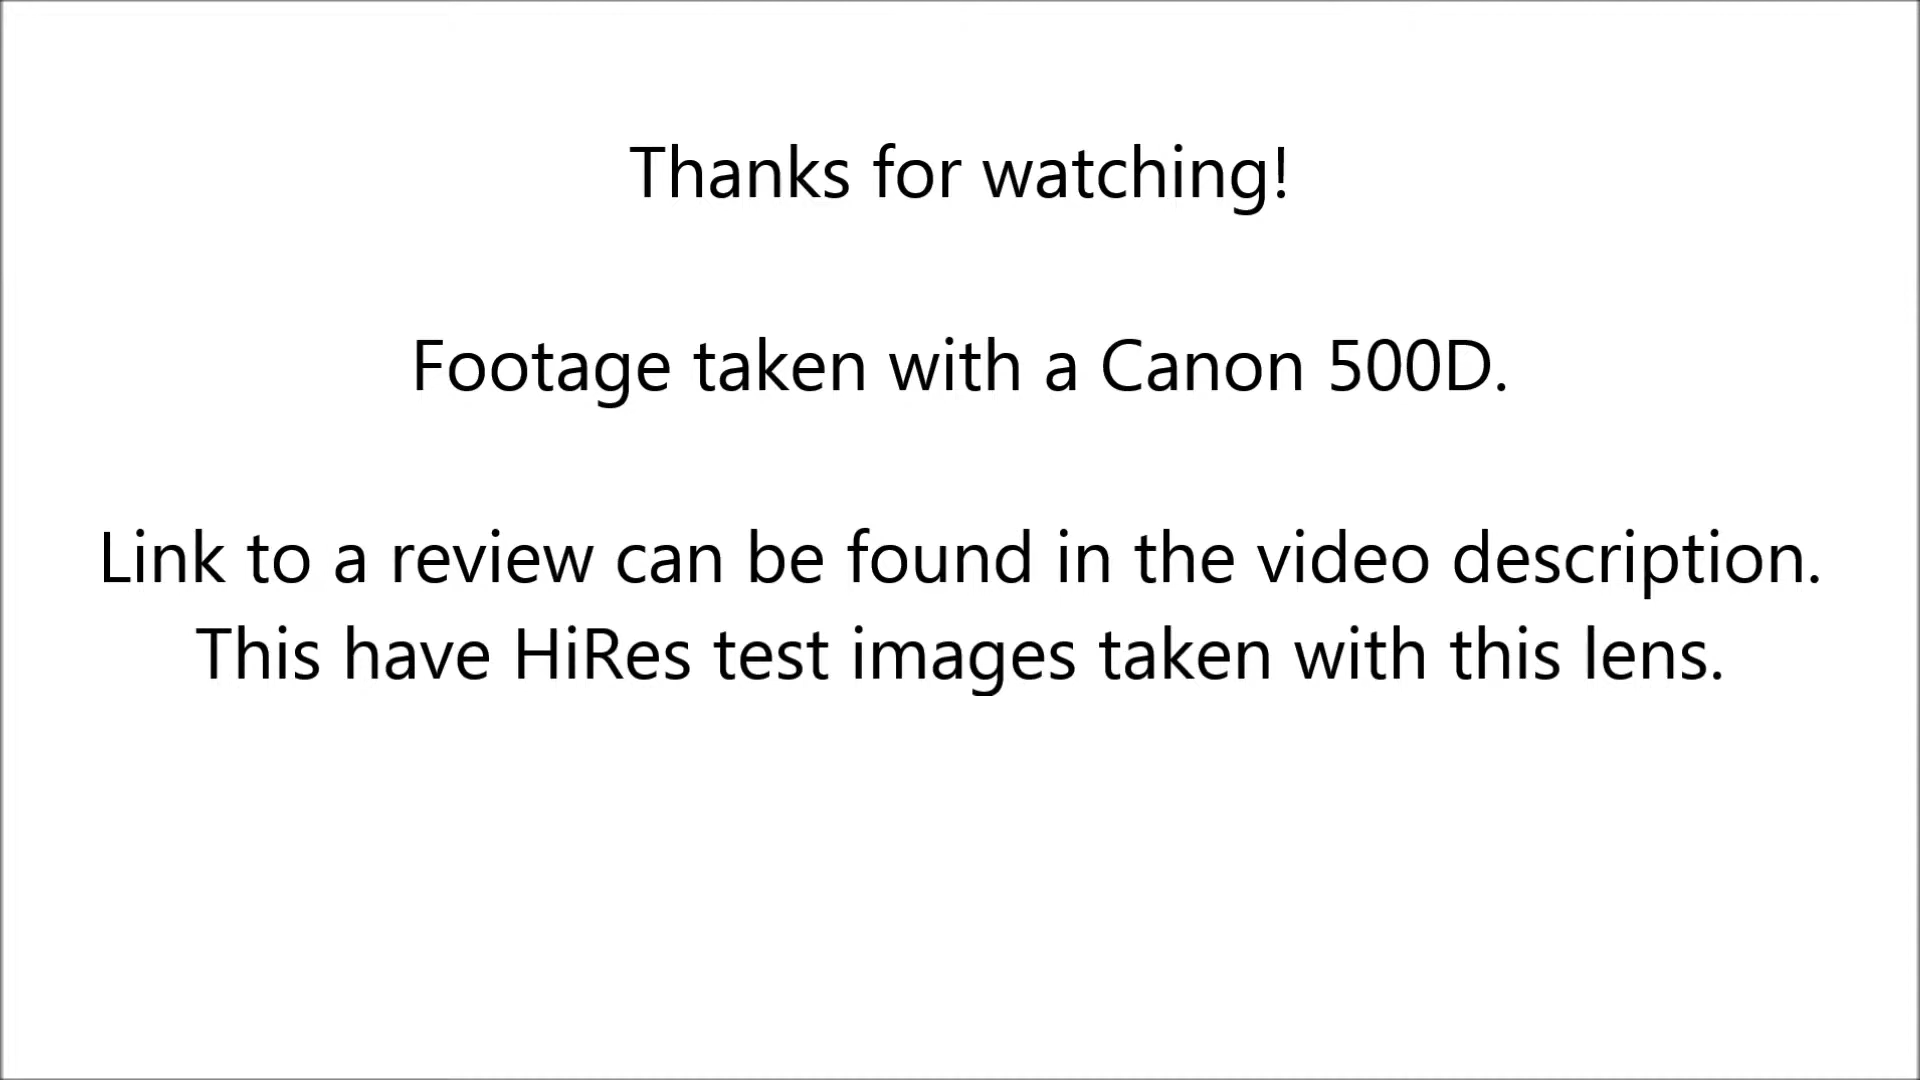 Thanks for watching!
Footage taken with a Canon 500D.
Link to a review can be found in the video description.
This have HiRes test images taken with this lens.